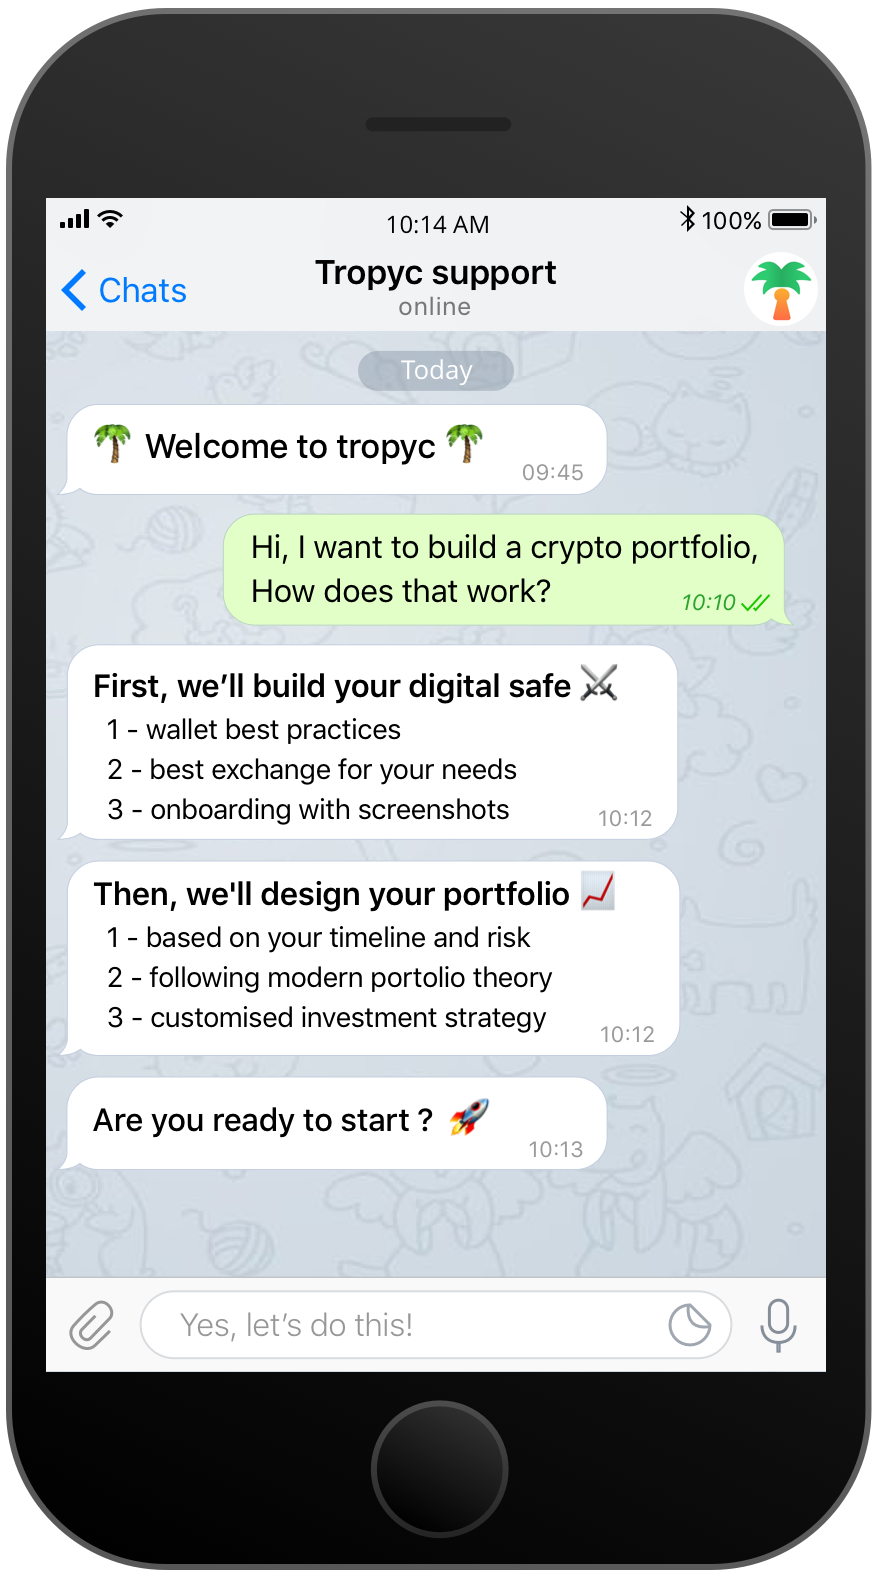 10:14 AM
100%
Chats
Tropyc support
online
Today
🌴 Welcome to tropyc 🌴
09:45
Hi, I want to build a crypto portfolio,
How does that work?
10:10
First, we’ll build your digital safe ⚔️
1 - wallet best practices
2 - best exchange for your needs
3 - onboarding with screenshots
10:12
Then, we'll design your portfolio 📈
1 - based on your timeline and risk
2 - following modern portolio theory
3 - customised investment strategy
10:12
Are you ready to start ? 🚀
10:13
Yes, let’s do this!